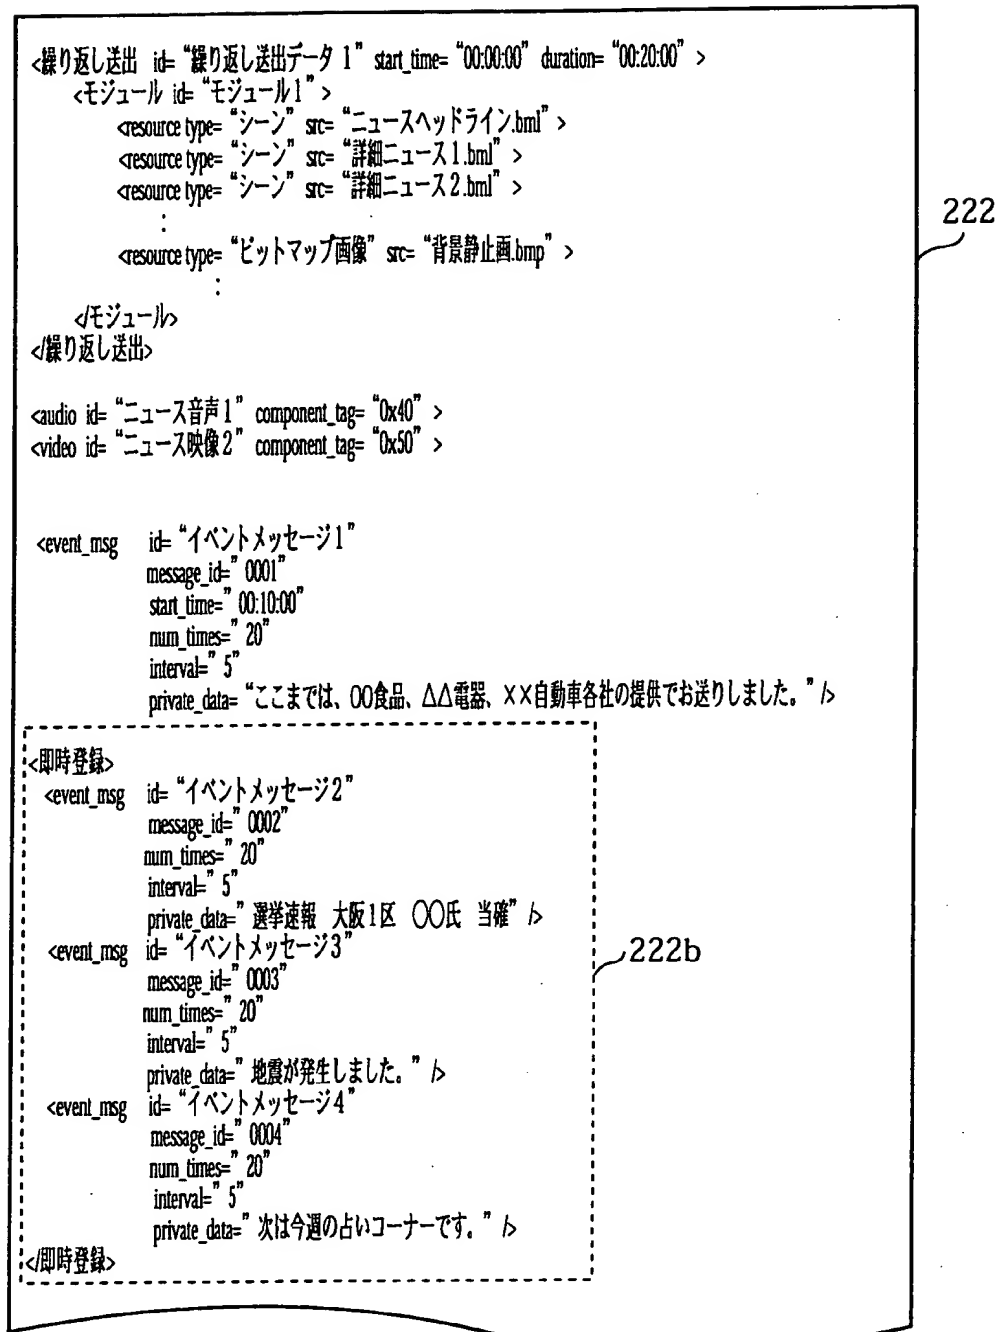 <繰り返し送出 id= “繰り返し送出データ 1” start_time= “00:00:00” duration= “00:20:00” >
<モジュール id= “モジュール1” >
<resource type= “シーン” src= “ニュースヘッドライン.bml” >
<resource type= “シーン” src= “詳細ニュース1.bml” >
<resource type= “シーン” src= “詳細ニュース2.bml” >
:
<resource type= “ビットマップ画像” src= “背景静止画.bmp” >
:
</モジュール>
</繰り返し送出>
222
<audio id= “ニュース音声1” component_tag= “0x40” >
<video id= “ニュース映像2” component_tag= “0x50” >
<event_msg id= “イベントメッセージ1”
message_id=” 0001”
start_time=” 00:10:00”
num_times=” 20”
interval=” 5”
private_data= “ここまでは、○○食品、△△電器、××自動車各社の提供でお送りしました。” />
<即時登録>
<event_msg id= “イベントメッセージ2”
message_id=” 0002”
num_times=” 20”
interval=” 5”
private_data=” 選挙速報 大阪1区 ○○氏 当確” />
<event_msg id= “イベントメッセージ3”
message_id=” 0003”
num_times=” 20”
interval=” 5”
private_data=” 地震が発生しました。” />
<event_msg id= “イベントメッセージ4”
message_id=” 0004”
num_times=” 20”
interval=” 5”
private_data=” 次は今週の占いコーナーです。” />
</即時登録>
222b